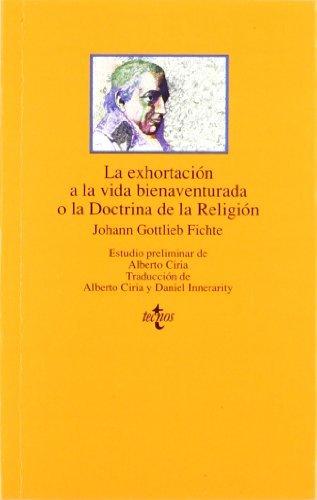 La exhortación
a la vida bienaventurada
o la Doctrina de la Religión
Johann Gottlieb Fichte
Estudio preliminar de
Alberto Ciria
Traducción de
Alberto Ciria y Daniel Innerarity
tecnos